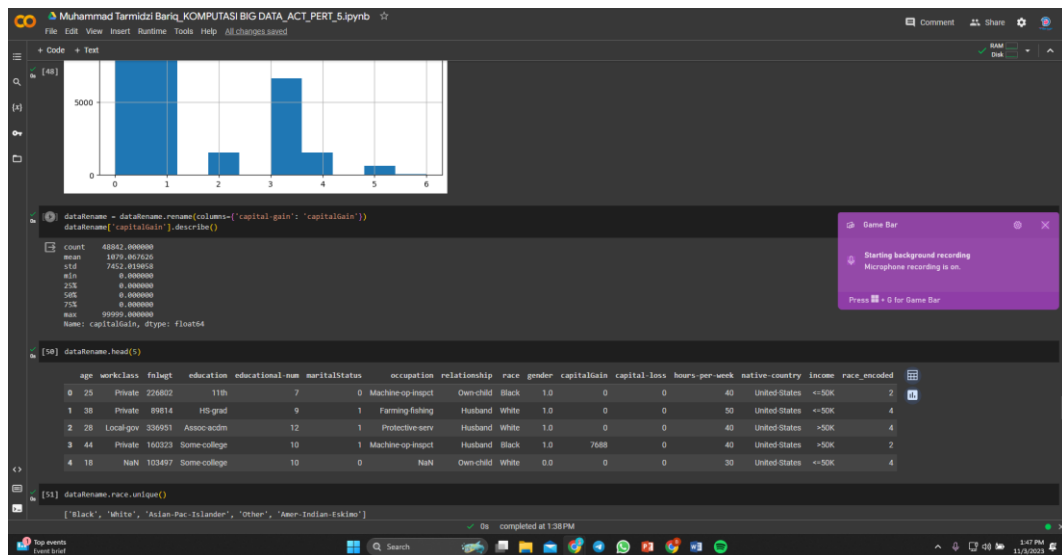 CO Muhammad Tarmidzi Bariq_KOMPUTASI BIG DATA_ACT_PERT_5.ipynb ☆
Comment Share
File Edit View Insert Runtime Tools Help All changes saved
+ Code + Text
RAM
Disk
0s [48]
5000
0
0 1 2 3 4 5 6
{x}
0s dataRename = dataRename.rename(columns={'capital-gain': 'capitalGain'})
dataRename['capitalGain'].describe()
count 48842.000000
mean 1079.067626
std 7452.019058
min 0.000000
25% 0.000000
50% 0.000000
75% 0.000000
max 99999.000000
Name: capitalGain, dtype: float64
Game Bar
Starting background recording
Microphone recording is on.
Press + G for Game Bar
0s [50] dataRename.head(5)
age workclass fnlwgt education educational-num maritalStatus occupation relationship race gender capitalGain capital-loss hours-per-week native-country income race_encoded
0 25 Private 226802 11th 7 0 Machine-op-inspct Own-child Black 1.0 0 0 40 United-States <=50K 2
1 38 Private 89814 HS-grad 9 1 Farming-fishing Husband White 1.0 0 0 50 United-States <=50K 4
2 28 Local-gov 336951 Assoc-acdm 12 1 Protective-serv Husband White 1.0 0 0 40 United-States >50K 4
3 44 Private 160323 Some-college 10 1 Machine-op-inspct Husband Black 1.0 7688 0 40 United-States >50K 2
4 18 NaN 103497 Some-college 10 0 NaN Own-child White 0.0 0 0 30 United-States <=50K 4
0s [51] dataRename.race.unique()
['Black', 'White', 'Asian-Pac-Islander', 'Other', 'Amer-Indian-Eskimo']
0s completed at 1:38 PM
Top events
Event brief
Search
1:47 PM
11/3/2023